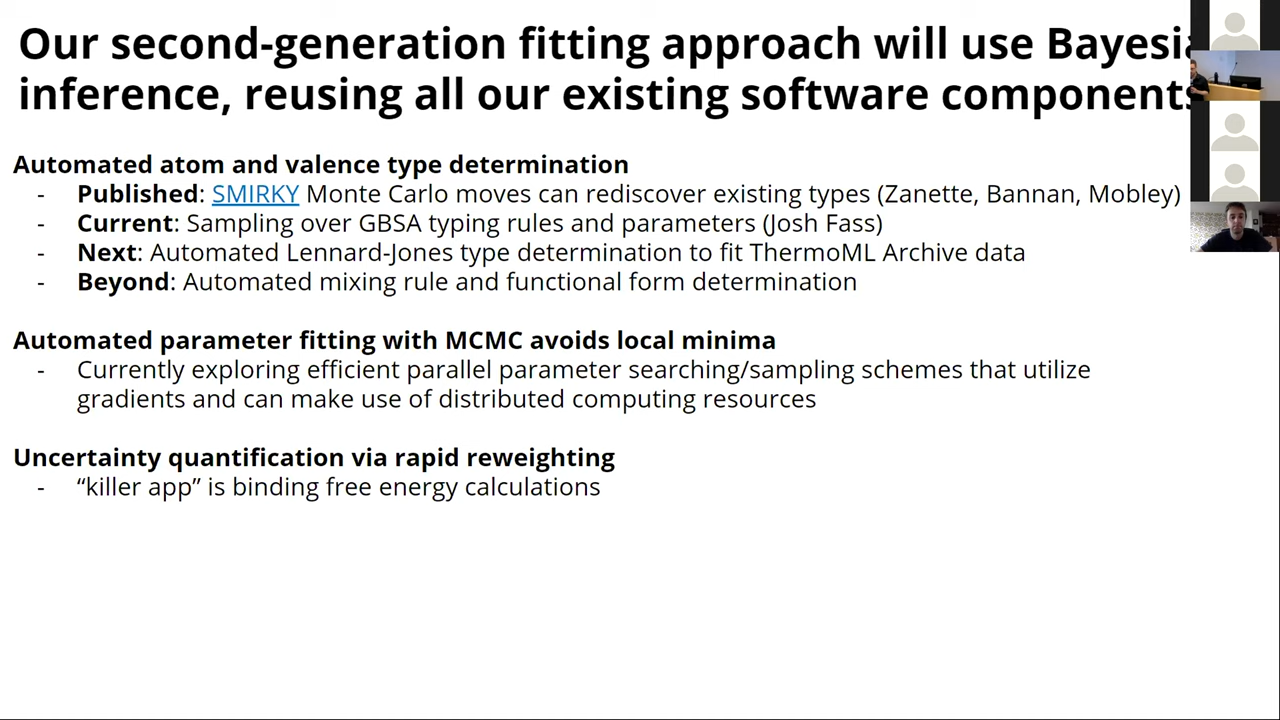 Our second-generation fitting approach will use Bayesia
inference, reusing all our existing software components
Automated atom and valence type determination
- Published: SMIRKY Monte Carlo moves can rediscover existing types (Zanette, Bannan, Mobley)
- Current: Sampling over GBSA typing rules and parameters (Josh Fass)
- Next: Automated Lennard-Jones type determination to fit ThermoML Archive data
- Beyond: Automated mixing rule and functional form determination
Automated parameter fitting with MCMC avoids local minima
- Currently exploring efficient parallel parameter searching/sampling schemes that utilize
gradients and can make use of distributed computing resources
Uncertainty quantification via rapid reweighting
- “killer app” is binding free energy calculations